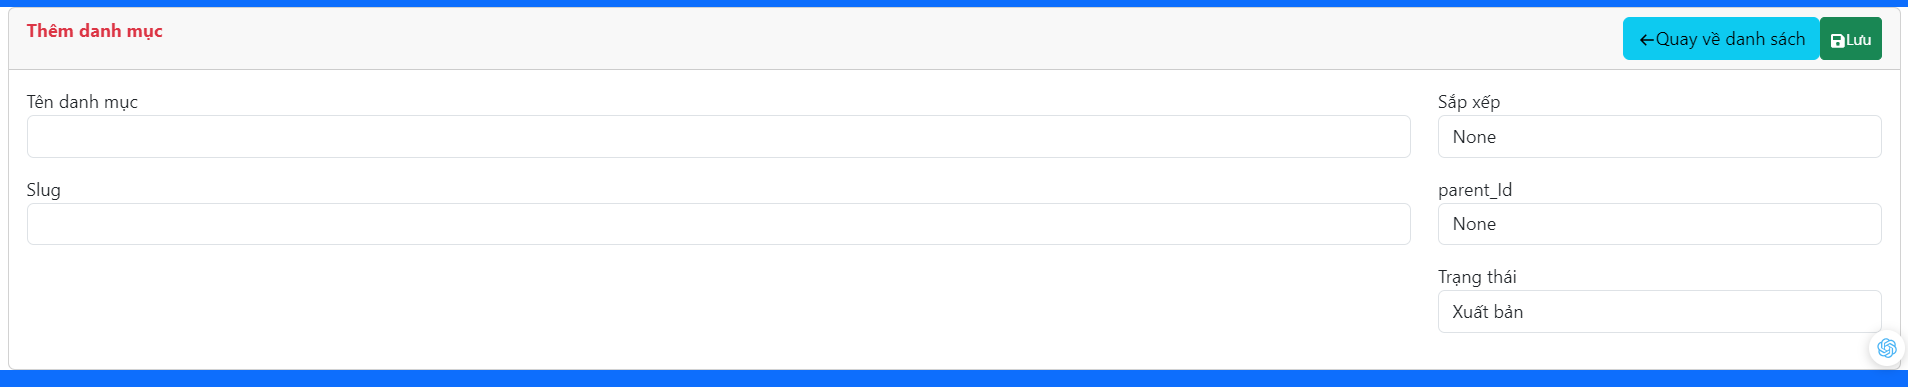 Thêm danh mục
Quay về danh sách
Lưu
Tên danh mục
Sắp xếp
None
Slug
parent_Id
None
Trạng thái
Xuất bản